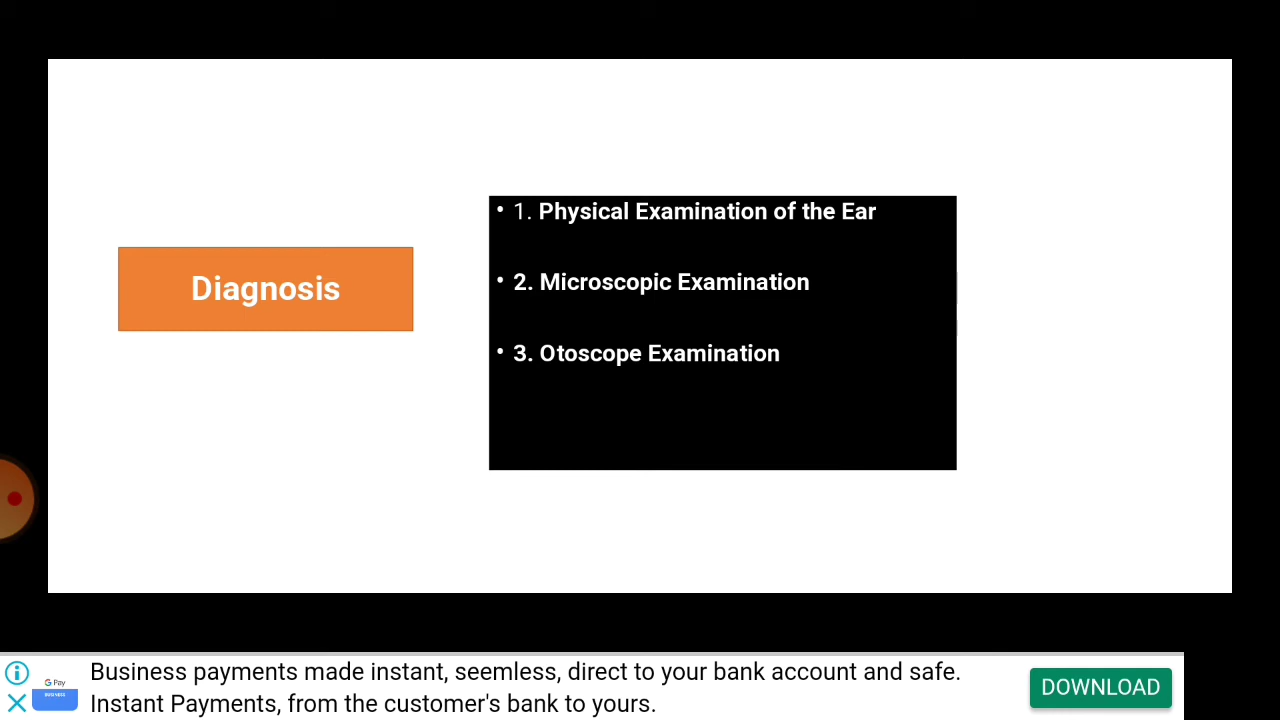 Diagnosis
• 1. Physical Examination of the Ear
• 2. Microscopic Examination
• 3. Otoscope Examination
G Pay
BUSINESS
Business payments made instant, seemless, direct to your bank account and safe.
Instant Payments, from the customer's bank to yours.
DOWNLOAD